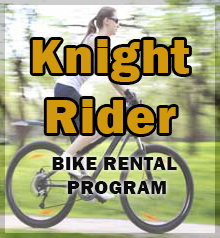 Knight
Rider
BIKE RENTAL
PROGRAM